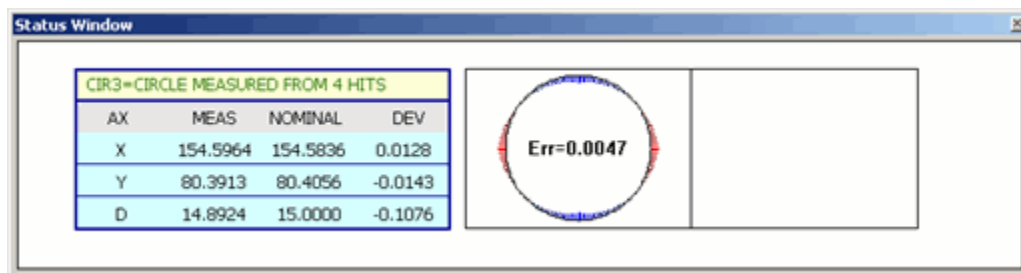 Status Window
CIR3=CIRCLE MEASURED FROM 4 HITS
AX MEAS NOMINAL DEV
X 154.5964 154.5836 0.0128
Y 80.3913 80.4056 -0.0143
D 14.8924 15.0000 -0.1076
Err=0.0047